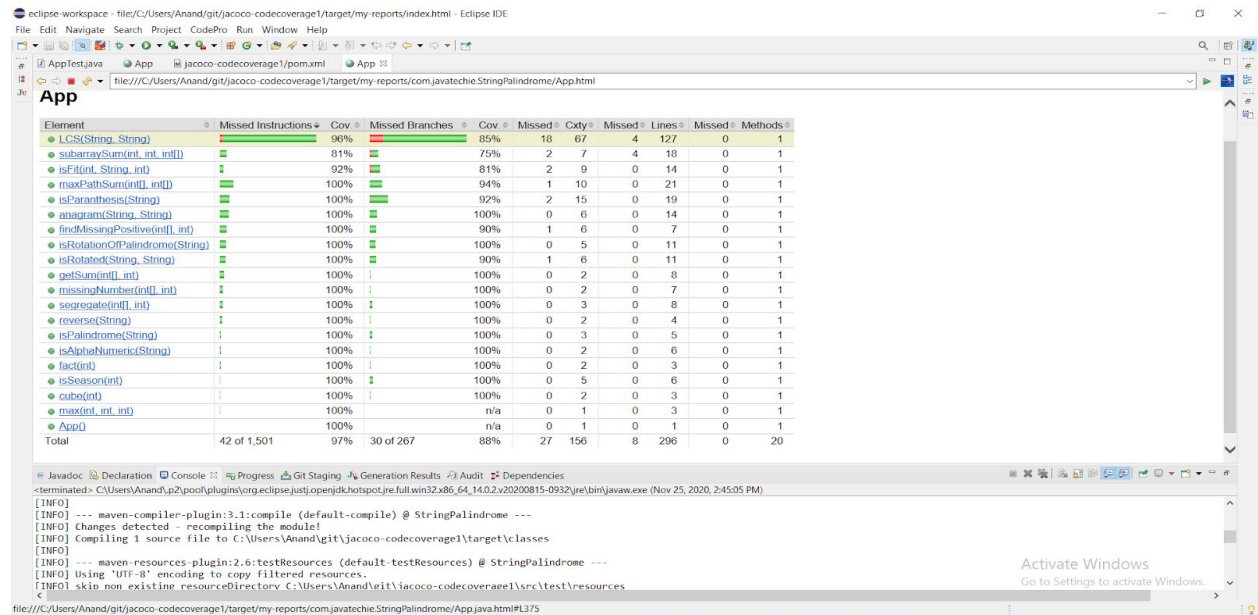 eclipse-workspace - file:/C:/Users/Anand/git/jacoco-codecoverage1/target/my-reports/index.html - Eclipse IDE
File Edit Navigate Search Project CodePro Run Window Help
AppTest.java App jacoco-codecoverage1/pom.xml App
file:///C:/Users/Anand/git/jacoco-codecoverage1/target/my-reports/com.javatechie.StringPalindrome/App.html
App
Element Missed Instructions Cov. Missed Branches Cov. Missed Cxty Missed Lines Missed Methods
LCS(String, String) 96% 85% 18 67 4 127 0 1
subarraySum(int, int, int[]) 81% 75% 2 7 4 18 0 1
isFit(int, String, int) 92% 81% 2 9 0 14 0 1
maxPathSum(int[], int[]) 100% 94% 1 10 0 21 0 1
isParanthesis(String) 100% 92% 2 15 0 19 0 1
anagram(String, String) 100% 100% 0 6 0 14 0 1
findMissingPositive(int[], int) 100% 90% 1 6 0 7 0 1
isRotationOfPalindrome(String) 100% 100% 0 5 0 11 0 1
isRotated(String, String) 100% 90% 1 6 0 11 0 1
getSum(int[], int) 100% 100% 0 2 0 8 0 1
missingNumber(int[], int) 100% 100% 0 2 0 7 0 1
segregate(int[], int) 100% 100% 0 3 0 8 0 1
reverse(String) 100% 100% 0 2 0 4 0 1
isPalindrome(String) 100% 100% 0 3 0 5 0 1
isAlphaNumeric(String) 100% 100% 0 2 0 6 0 1
fact(int) 100% 100% 0 2 0 3 0 1
isSeason(int) 100% 100% 0 5 0 6 0 1
cube(int) 100% 100% 0 2 0 3 0 1
max(int, int, int) 100% n/a 0 1 0 3 0 1
App() 100% n/a 0 1 0 1 0 1
Total 42 of 1,501 97% 30 of 267 88% 27 156 8 296 0 20
Javadoc Declaration Console Progress Git Staging Generation Results Audit Dependencies
<terminated> C:\Users\Anand\.p2\pool\plugins\org.eclipse.justj.openjdk.hotspot.jre.full.win32.x86_64_14.0.2.v20200815-0932\jre\bin\javaw.exe (Nov 25, 2020, 2:45:05 PM)
[INFO]
[INFO] --- maven-compiler-plugin:3.1:compile (default-compile) @ StringPalindrome ---
[INFO] Changes detected - recompiling the module!
[INFO] Compiling 1 source file to C:\Users\Anand\git\jacoco-codecoverage1\target\classes
[INFO]
[INFO] --- maven-resources-plugin:2.6:testResources (default-testResources) @ StringPalindrome ---
[INFO] Using 'UTF-8' encoding to copy filtered resources.
[INFO] skip non existing resourceDirectory C:\Users\Anand\git\jacoco-codecoverage1\src\test\resources
Activate Windows
Go to Settings to activate Windows.
file:///C:/Users/Anand/git/jacoco-codecoverage1/target/my-reports/com.javatechie.StringPalindrome/App.java.html#L375